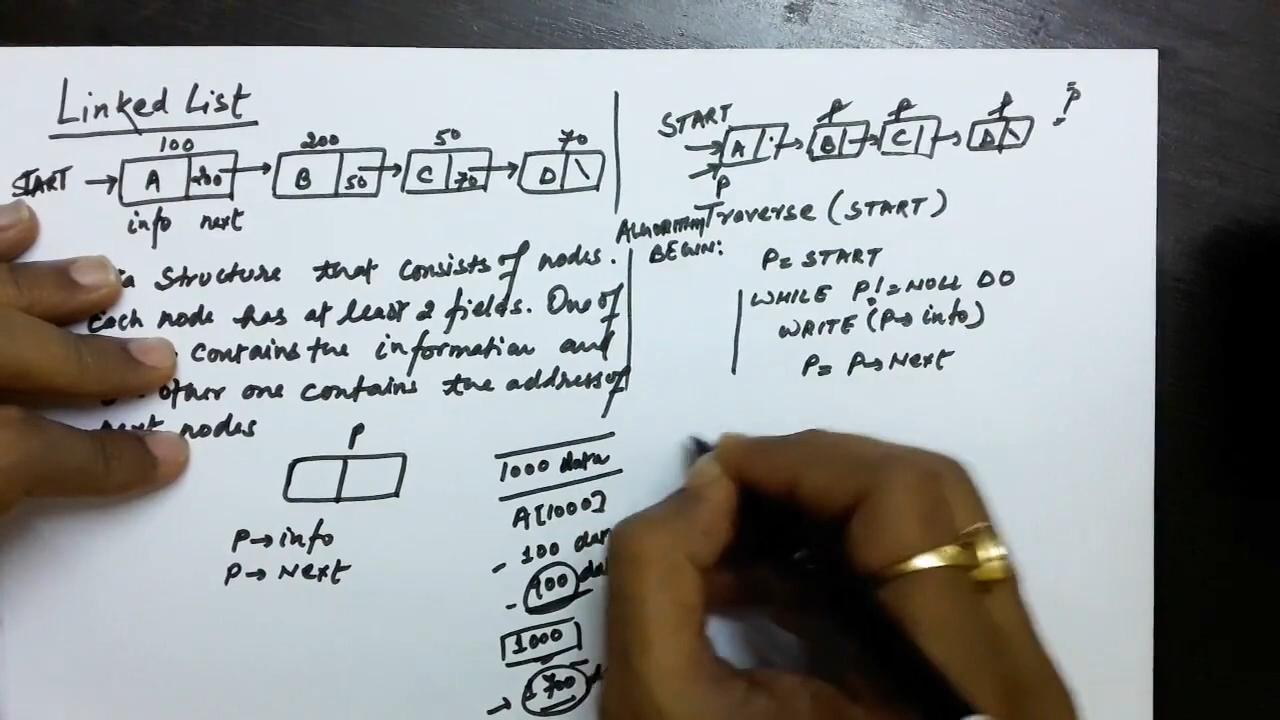 Linked List
100 200 50 70
START A 200 B 50 C 70 D
info next
Structure that consists of nodes.
Each node has at least 2 fields. One of
contains the information and
other one contains the address of
next nodes
P
P→info
P→Next
1000 data
A[1000]
- 100
- 900
1000
→ 1700
P P P P
START A B C D
P
ALGORITHM Traverse (START)
BEGIN:
P= START
WHILE P!=NULL DO
WRITE (P→info)
P= P→Next